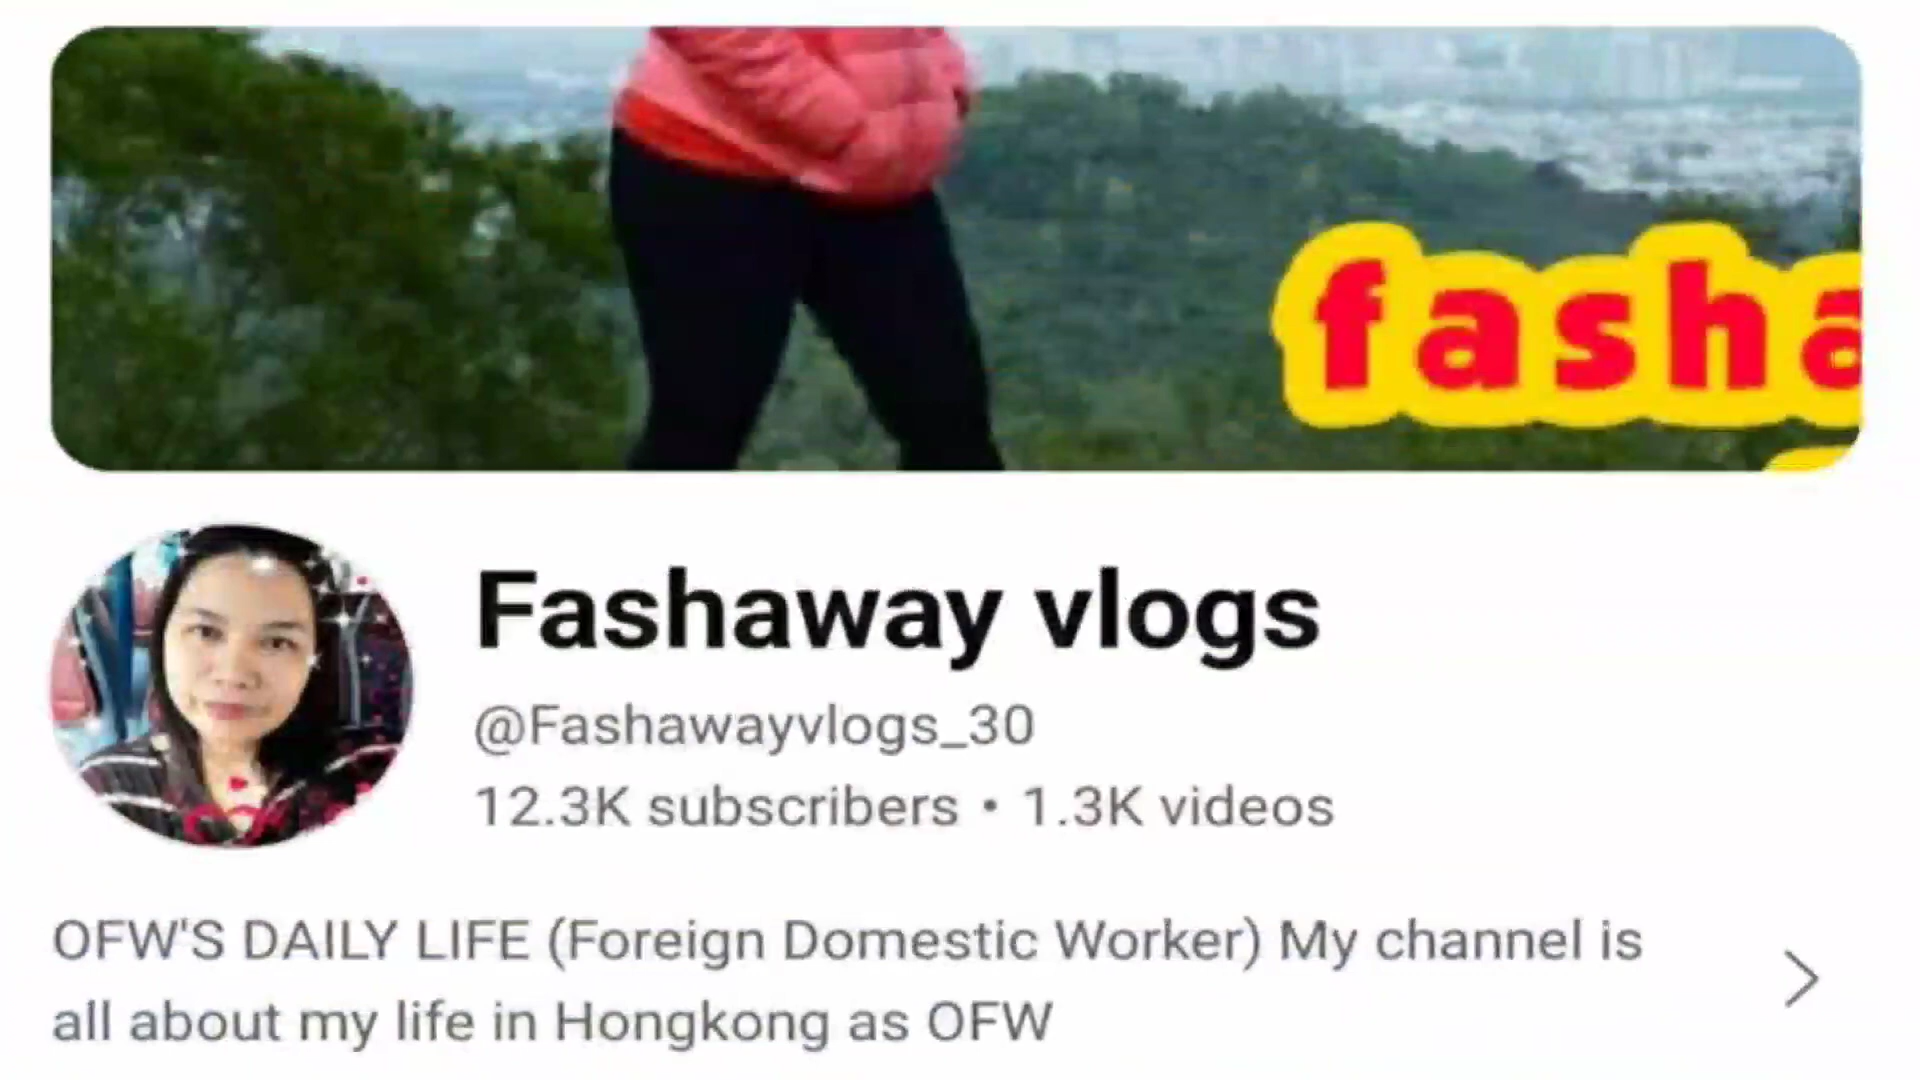 fasha
Fashaway vlogs
@Fashawayvlogs_30
12.3K subscribers • 1.3K videos
OFW'S DAILY LIFE (Foreign Domestic Worker) My channel is
all about my life in Hongkong as OFW